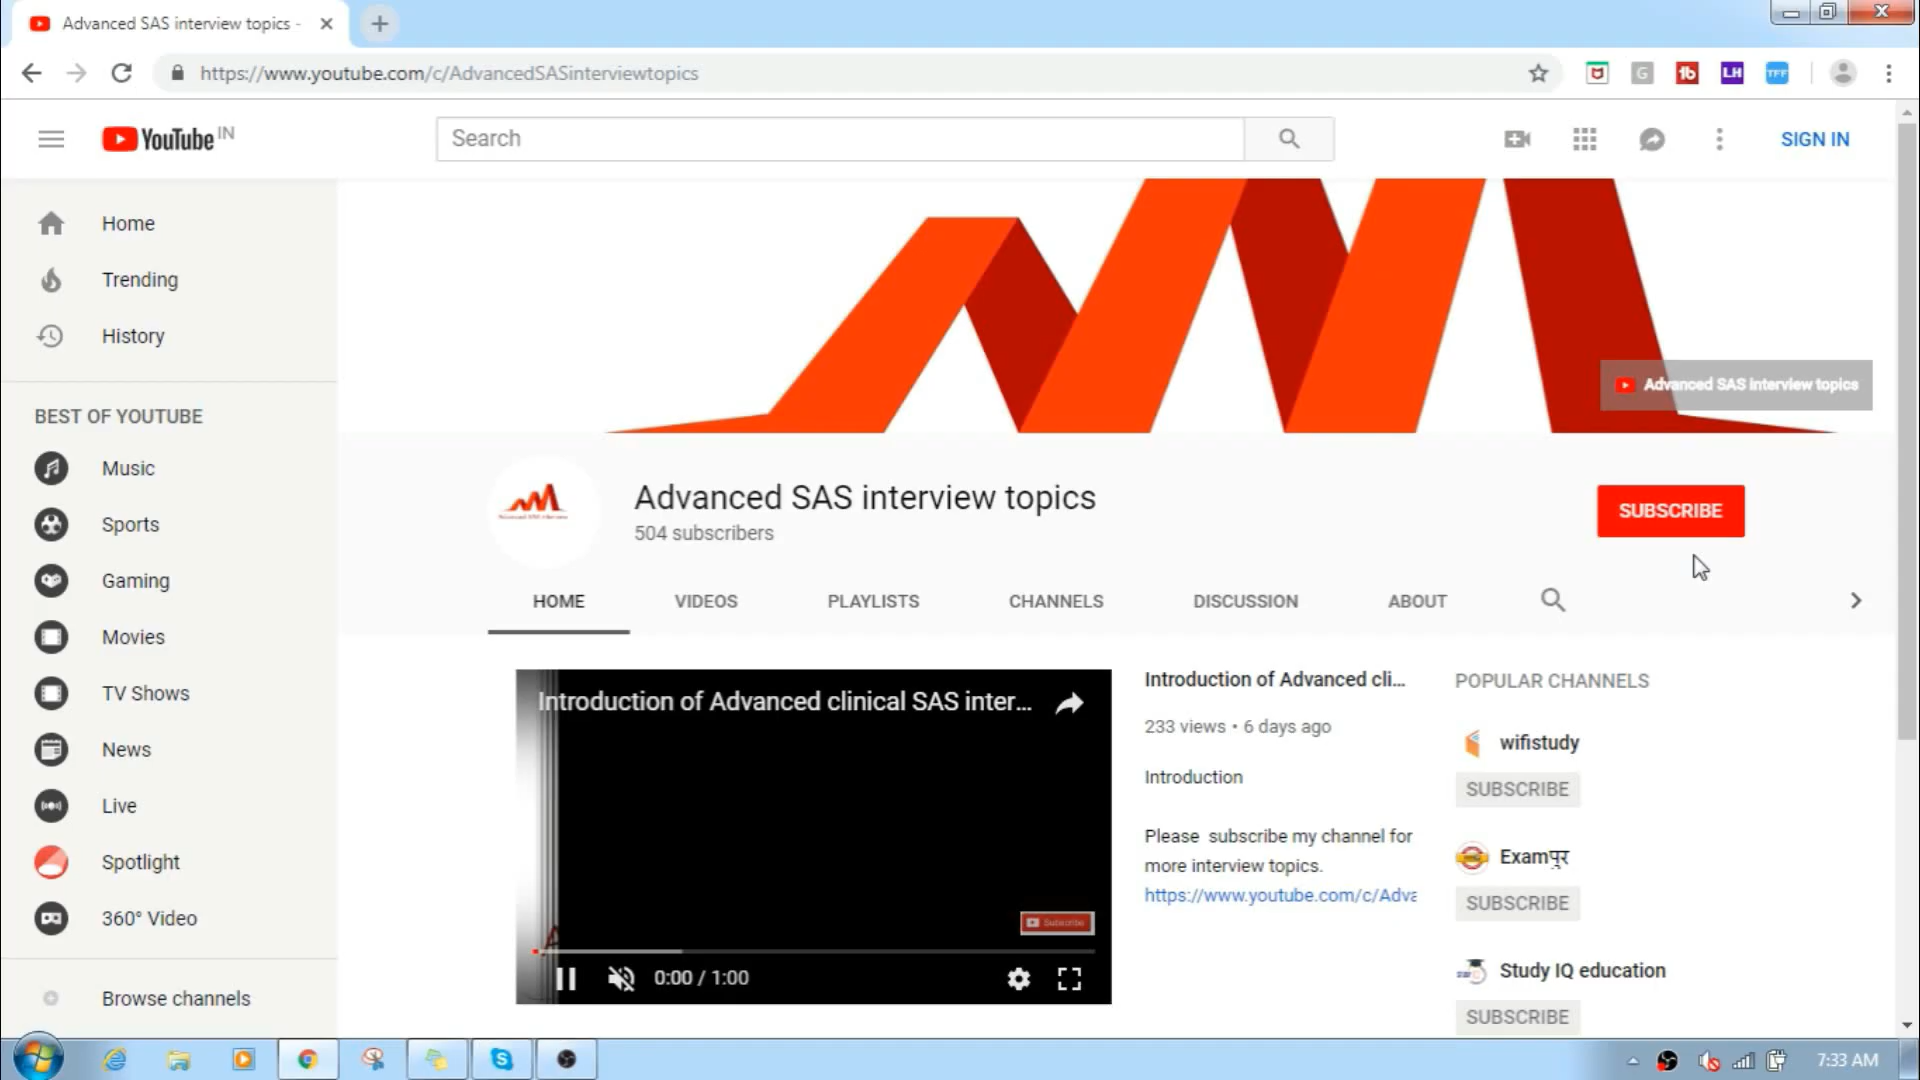 Advanced SAS interview topics -
https://www.youtube.com/c/AdvancedSASinterviewtopics
G
tb
LH
TFF
YouTube IN
Search
SIGN IN
Home
Trending
History
BEST OF YOUTUBE
Music
Sports
Gaming
Movies
TV Shows
News
Live
Spotlight
360° Video
Browse channels
Advanced SAS interview topics
Advanced SAS interview topics
504 subscribers
SUBSCRIBE
HOME
VIDEOS
PLAYLISTS
CHANNELS
DISCUSSION
ABOUT
Introduction of Advanced clinical SAS inter...
Subscribe
0:00 / 1:00
Introduction of Advanced cli...
233 views • 6 days ago
Introduction
Please subscribe my channel for
more interview topics.
https://www.youtube.com/c/Adva
POPULAR CHANNELS
wifistudy
SUBSCRIBE
Examपुर
SUBSCRIBE
Study IQ education
SUBSCRIBE
7:33 AM